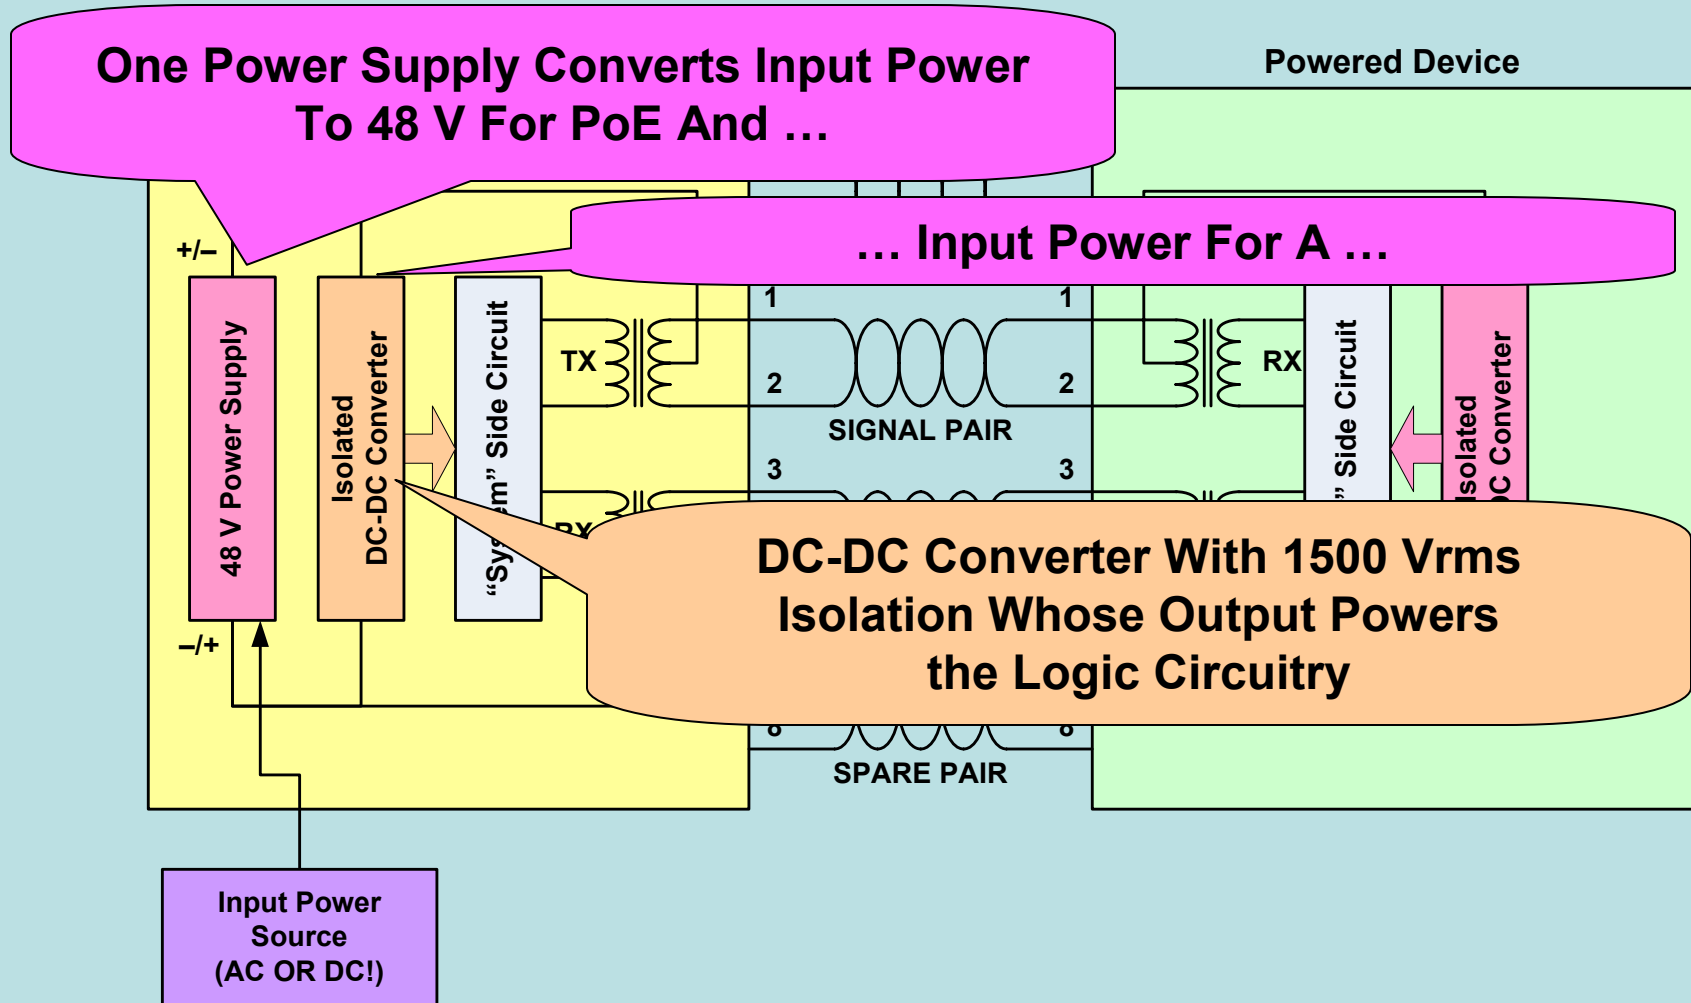 One Power Supply Converts Input Power
To 48 V For PoE And …
Powered Device
… Input Power For A …
+/–
48 V Power Supply
–/+
Isolated
DC-DC Converter
Side Circuit
TX
RX
1
2
3
1
2
3
SIGNAL PAIR
RX
Side Circuit
Isolated
DC Converter
DC-DC Converter With 1500 Vrms
Isolation Whose Output Powers
the Logic Circuitry
8
8
SPARE PAIR
Input Power
Source
(AC OR DC!)